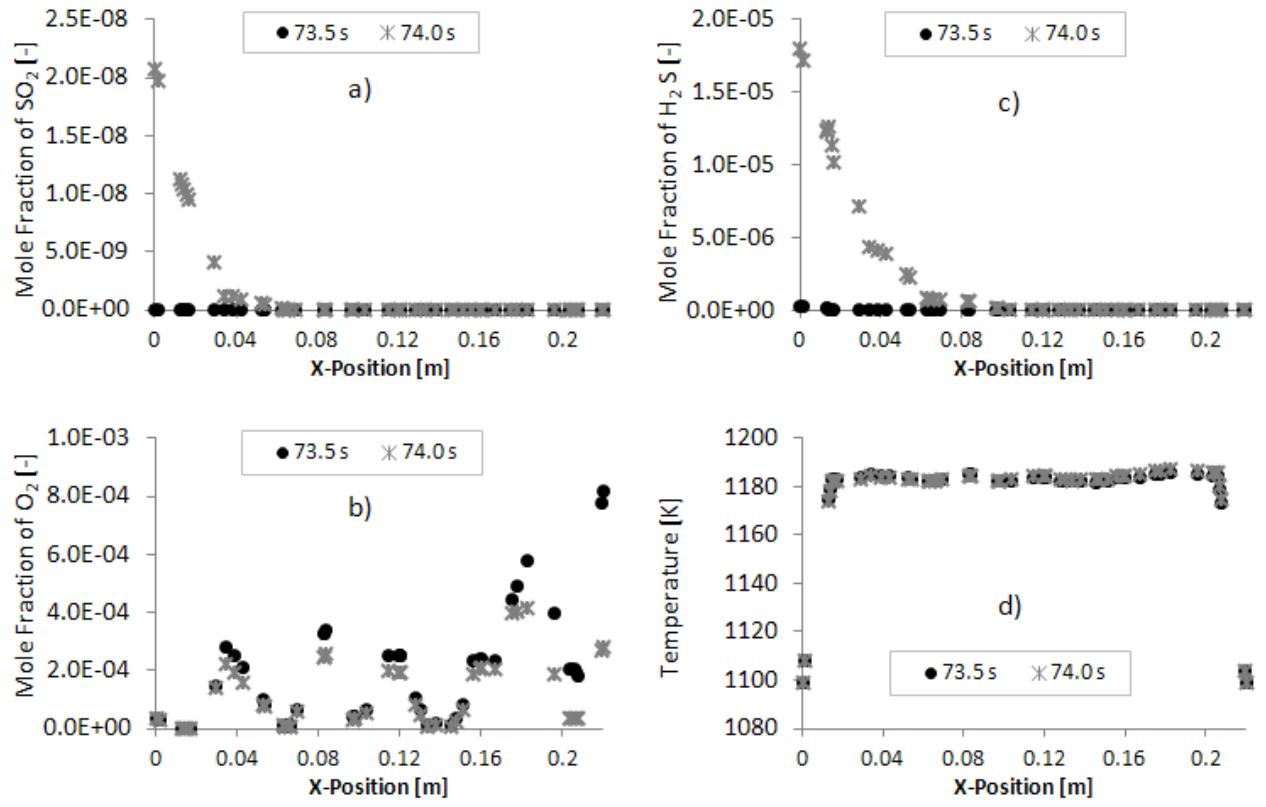 2.5E-08
2.0E-08
1.5E-08
1.0E-08
5.0E-09
0.0E+00
Mole Fraction of SO2 [-]
73.5 s 74.0 s
a)
0 0.04 0.08 0.12 0.16 0.2
X-Position [m]
2.0E-05
1.5E-05
1.0E-05
5.0E-06
0.0E+00
Mole Fraction of H2 S [-]
73.5 s 74.0 s
c)
0 0.04 0.08 0.12 0.16 0.2
X-Position [m]
1.0E-03
8.0E-04
6.0E-04
4.0E-04
2.0E-04
0.0E+00
Mole Fraction of O2 [-]
73.5 s 74.0 s
b)
0 0.04 0.08 0.12 0.16 0.2
X-Position [m]
1200
1180
1160
1140
1120
1100
1080
Temperature [K]
d)
73.5 s 74.0 s
0 0.04 0.08 0.12 0.16 0.2
X-Position [m]